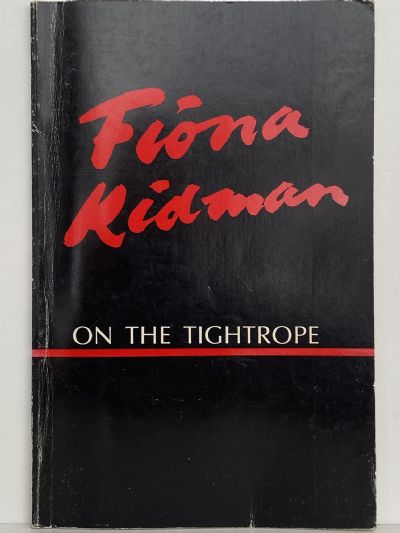 Fiona
Kidman
ON THE TIGHTROPE